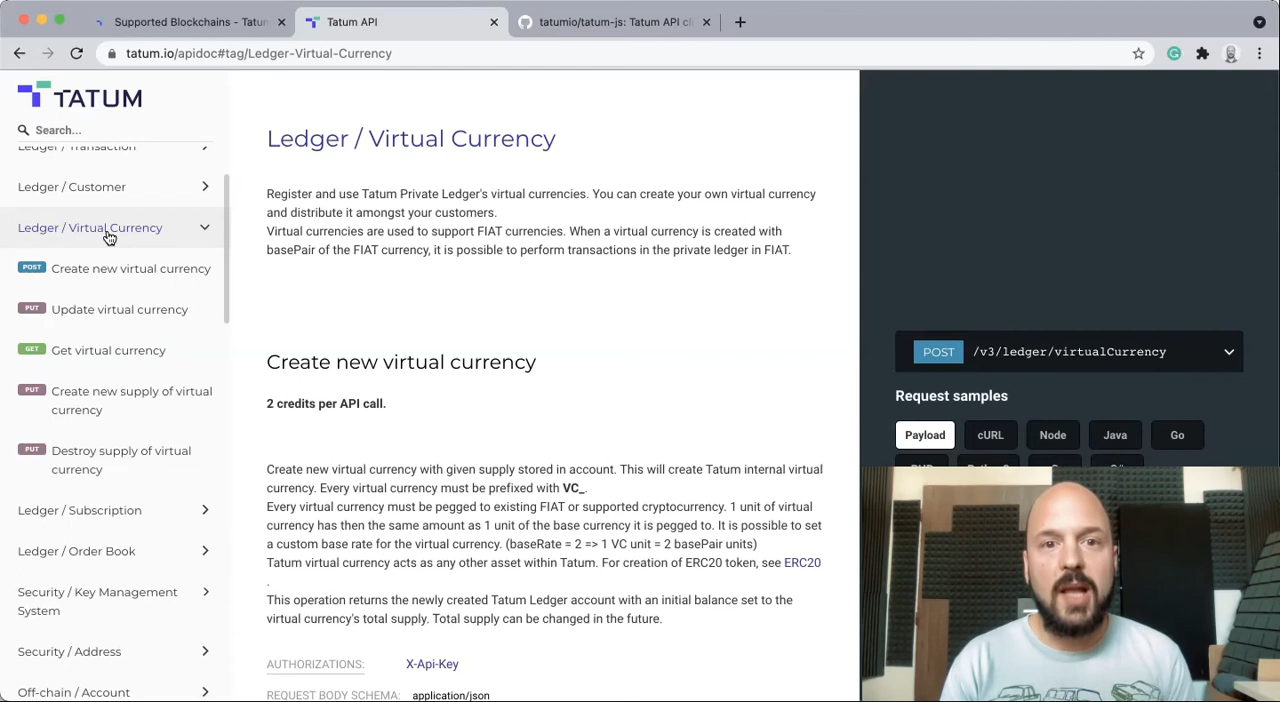 Supported Blockchains - Tatum
Tatum API
tatumio/tatum-js: Tatum API cli
tatum.io/apidoc#tag/Ledger-Virtual-Currency
TATUM
Search...
Ledger / Transaction
Ledger / Customer
Ledger / Virtual Currency
POST Create new virtual currency
PUT Update virtual currency
GET Get virtual currency
PUT Create new supply of virtual
currency
PUT Destroy supply of virtual
currency
Ledger / Subscription
Ledger / Order Book
Security / Key Management
System
Security / Address
Off-chain / Account
Ledger / Virtual Currency
Register and use Tatum Private Ledger's virtual currencies. You can create your own virtual currency
and distribute it amongst your customers.
Virtual currencies are used to support FIAT currencies. When a virtual currency is created with
basePair of the FIAT currency, it is possible to perform transactions in the private ledger in FIAT.
Create new virtual currency
2 credits per API call.
Create new virtual currency with given supply stored in account. This will create Tatum internal virtual
currency. Every virtual currency must be prefixed with VC_.
Every virtual currency must be pegged to existing FIAT or supported cryptocurrency. 1 unit of virtual
currency has then the same amount as 1 unit of the base currency it is pegged to. It is possible to set
a custom base rate for the virtual currency. (baseRate = 2 => 1 VC unit = 2 basePair units)
Tatum virtual currency acts as any other asset within Tatum. For creation of ERC20 token, see ERC20
.
This operation returns the newly created Tatum Ledger account with an initial balance set to the
virtual currency's total supply. Total supply can be changed in the future.
AUTHORIZATIONS: X-Api-Key
REQUEST BODY SCHEMA: application/json
POST /v3/ledger/virtualCurrency
Request samples
Payload cURL Node Java Go